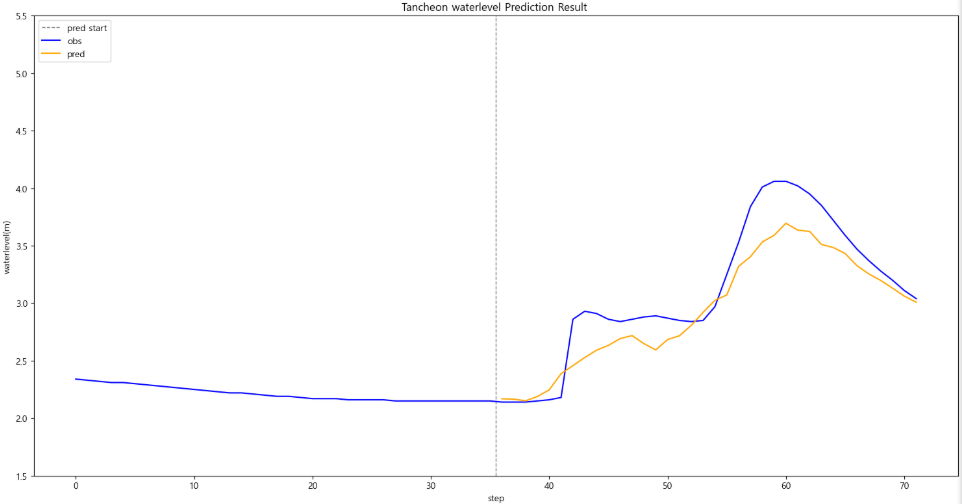 Tancheon waterlevel Prediction Result
pred start
obs
pred
5.5
5.0
4.5
4.0
3.5
3.0
2.5
2.0
1.5
waterlevel(m)
0 10 20 30 40 50 60 70
step